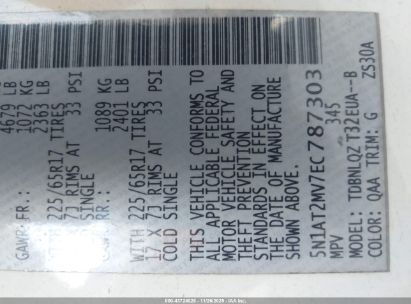 4679 LB
GAWR: FR.: 1072 KG
2363 LB
WITH 225/65R17 TIRES
17 X 7J RIMS AT 33 PSI
COLD SINGLE
RR.: 1089 KG
2401 LB
WITH 225/65R17 TIRES
17 X 7J RIMS AT 33 PSI
COLD SINGLE
THIS VEHICLE CONFORMS TO
ALL APPLICABLE FEDERAL
MOTOR VEHICLE SAFETY AND
THEFT PREVENTION
STANDARDS IN EFFECT ON
THE DATE OF MANUFACTURE
SHOWN ABOVE.
5N1AT2MV7EC787303
MPV 345
MODEL: TDBNLQZ T32EUA--B
COLOR: QAA TRIM: G ZS30A